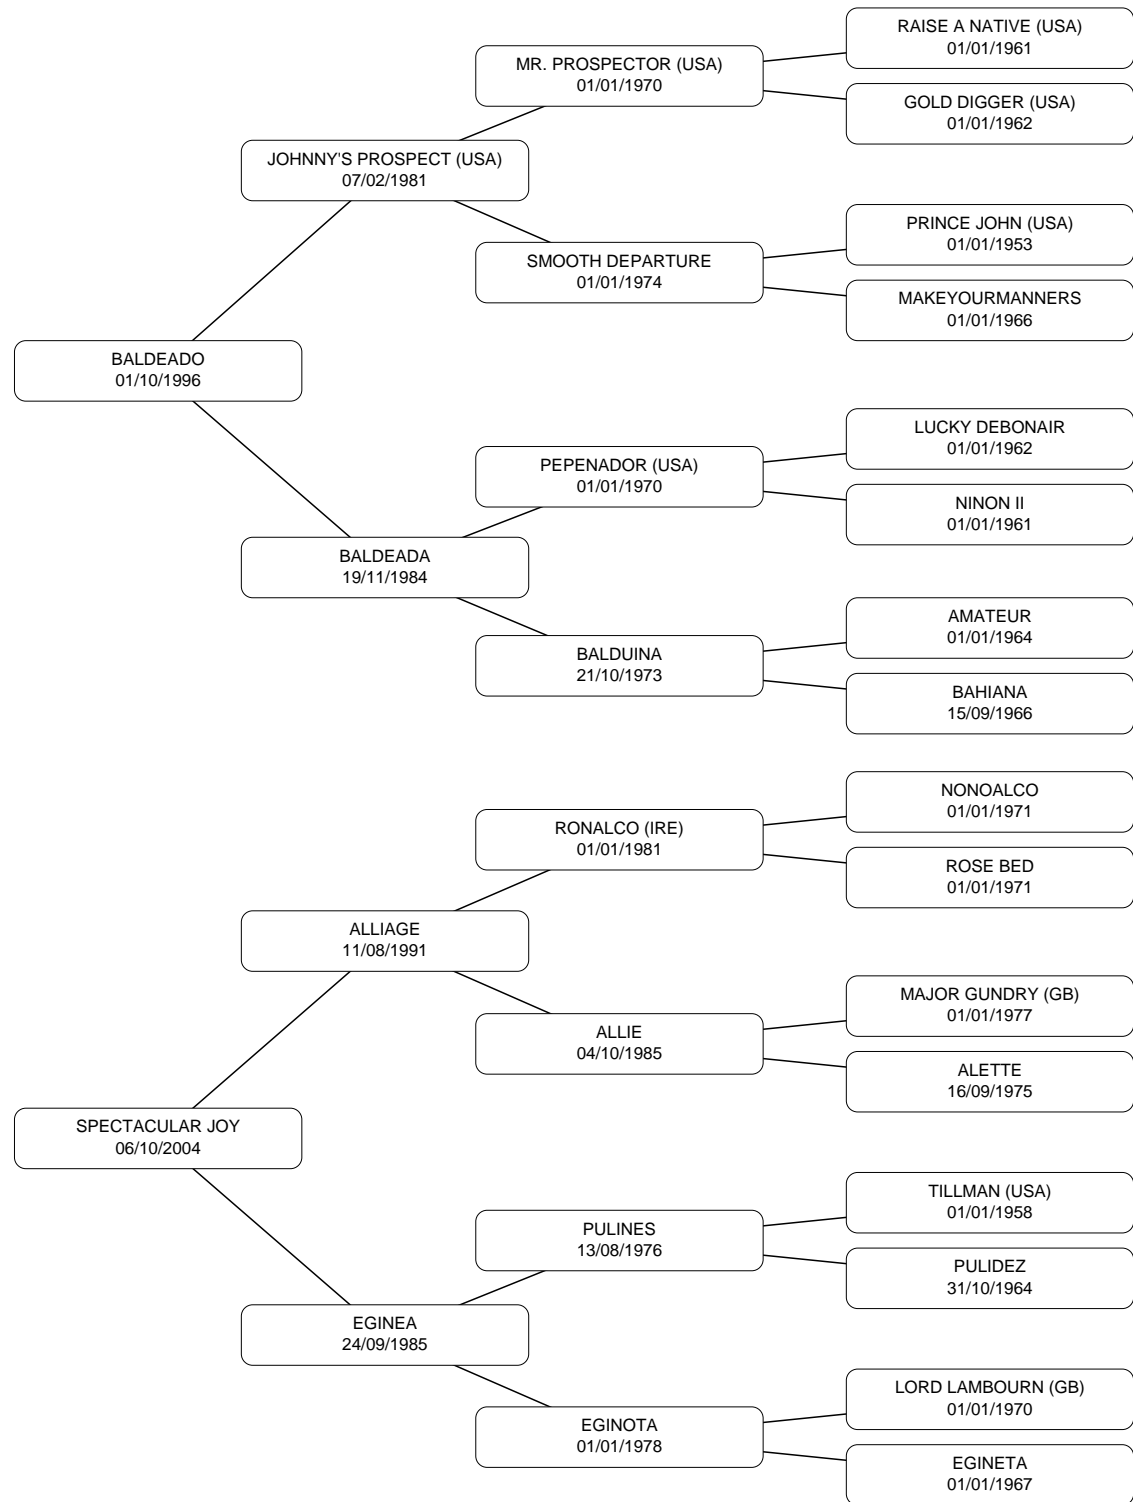 RAISE A NATIVE (USA)
01/01/1961
MR. PROSPECTOR (USA)
01/01/1970
GOLD DIGGER (USA)
01/01/1962
JOHNNY'S PROSPECT (USA)
07/02/1981
PRINCE JOHN (USA)
01/01/1953
SMOOTH DEPARTURE
01/01/1974
MAKEYOURMANNERS
01/01/1966
BALDEADO
01/10/1996
LUCKY DEBONAIR
01/01/1962
PEPENADOR (USA)
01/01/1970
NINON II
01/01/1961
BALDEADA
19/11/1984
AMATEUR
01/01/1964
BALDUINA
21/10/1973
BAHIANA
15/09/1966
NONOALCO
01/01/1971
RONALCO (IRE)
01/01/1981
ROSE BED
01/01/1971
ALLIAGE
11/08/1991
MAJOR GUNDRY (GB)
01/01/1977
ALLIE
04/10/1985
ALETTE
16/09/1975
SPECTACULAR JOY
06/10/2004
TILLMAN (USA)
01/01/1958
PULINES
13/08/1976
PULIDEZ
31/10/1964
EGINEA
24/09/1985
LORD LAMBOURN (GB)
01/01/1970
EGINOTA
01/01/1978
EGINETA
01/01/1967